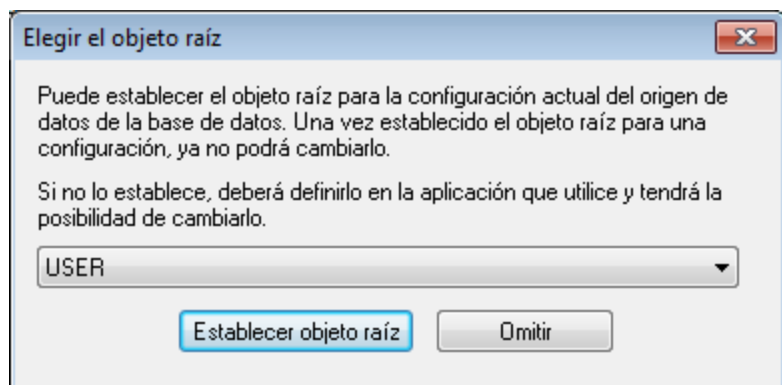 Elegir el objeto raíz
Puede establecer el objeto raíz para la configuración actual del origen de
datos de la base de datos. Una vez establecido el objeto raíz para una
configuración, ya no podrá cambiarlo.
Si no lo establece, deberá definirlo en la aplicación que utilice y tendrá la
posibilidad de cambiarlo.
USER
Establecer objeto raíz
Omitir